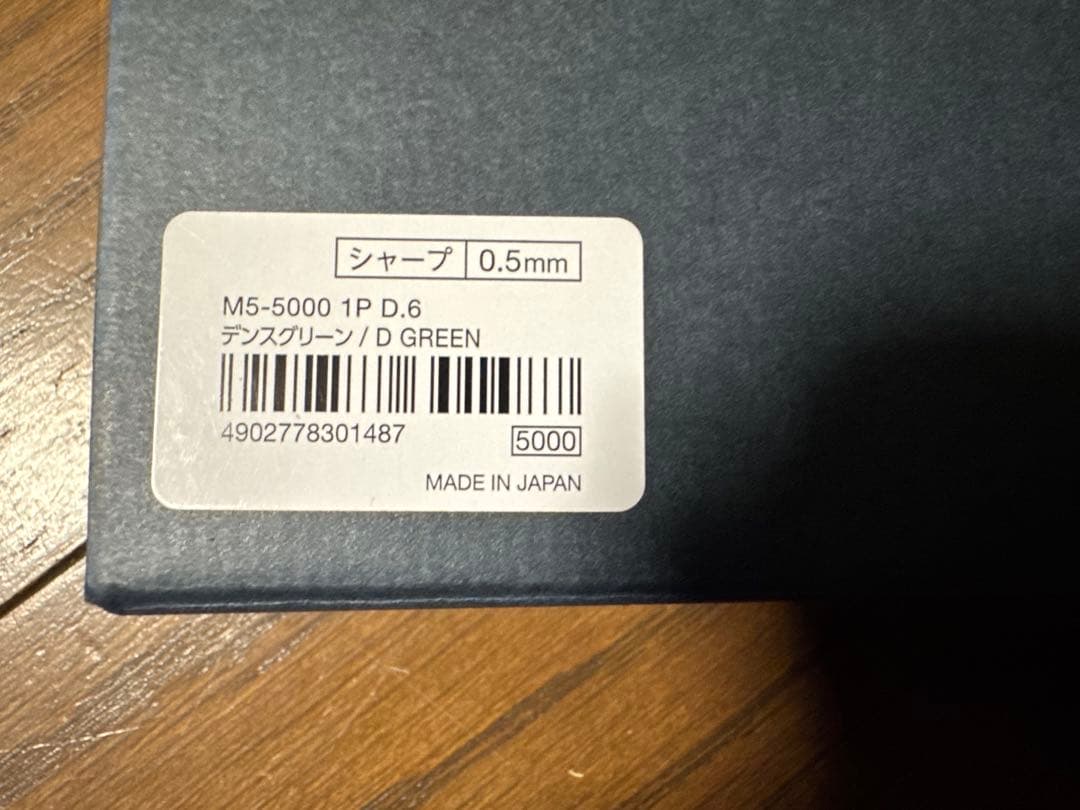 シャープ 0.5mm
M5-5000 1P D.6
デンスグリーン / D GREEN
4902778301487 5000
MADE IN JAPAN